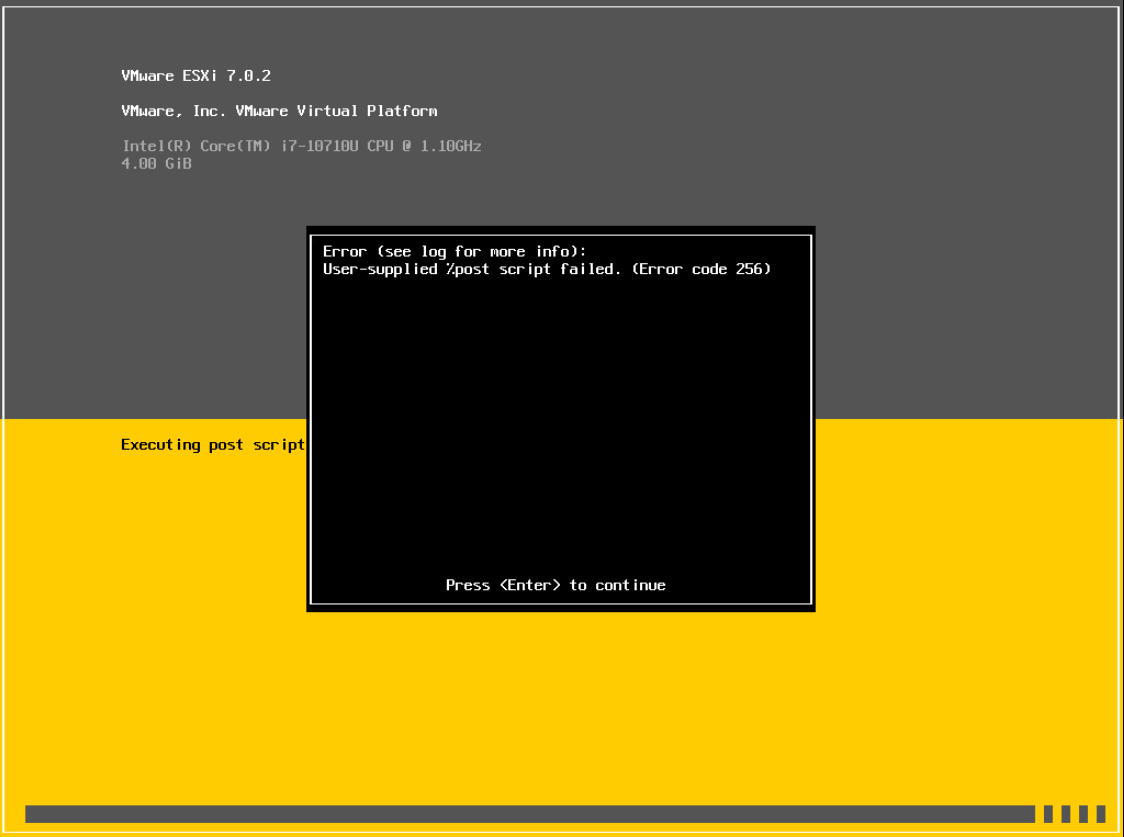 VMware ESXi 7.0.2
VMware, Inc. VMware Virtual Platform
Intel(R) Core(TM) i7-10710U CPU @ 1.10GHz
4.00 GiB
Error (see log for more info):
User-supplied %post script failed. (Error code 256)
Executing post script
Press <Enter> to continue